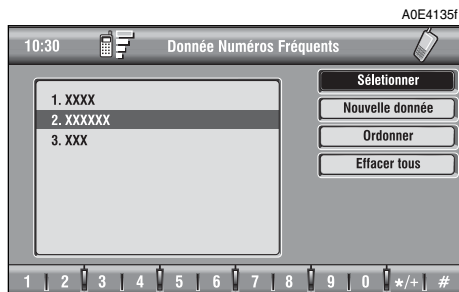 A0E4135f
10:30 Donnée Numéros Fréquents
Séletionner
Nouvelle donnée
Ordonner
Effacer tous
1. XXXX
2. XXXXXX
3. XXX
1 2 3 4 5 6 7 8 9 0 */+ #